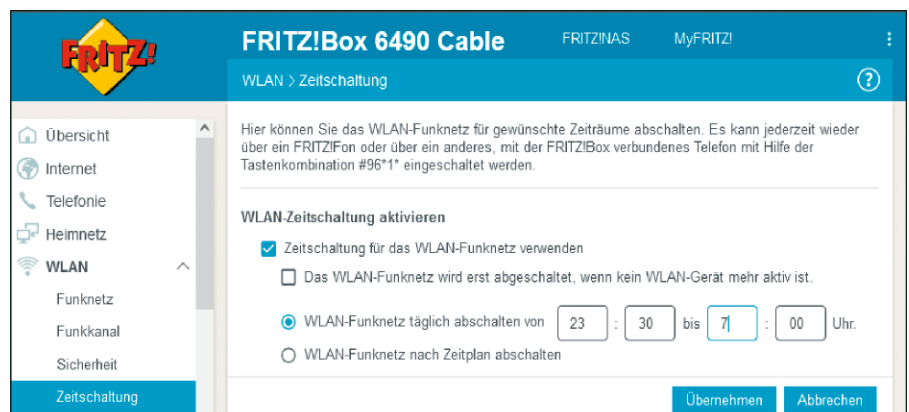 FRITZ!
FRITZ!Box 6490 Cable
FRITZ!NAS
MyFRITZ!
WLAN > Zeitschaltung
?
Übersicht
Internet
Telefonie
Heimnetz
WLAN
Funknetz
Funkkanal
Sicherheit
Zeitschaltung
Hier können Sie das WLAN-Funknetz für gewünschte Zeiträume abschalten. Es kann jederzeit wieder
über ein FRITZ!Fon oder über ein anderes, mit der FRITZ!Box verbundenes Telefon mit Hilfe der
Tastenkombination #96*1* eingeschaltet werden.
WLAN-Zeitschaltung aktivieren
Zeitschaltung für das WLAN-Funknetz verwenden
Das WLAN-Funknetz wird erst abgeschaltet, wenn kein WLAN-Gerät mehr aktiv ist.
WLAN-Funknetz täglich abschalten von 23 : 30 bis 7 : 00 Uhr.
WLAN-Funknetz nach Zeitplan abschalten
Übernehmen
Abbrechen